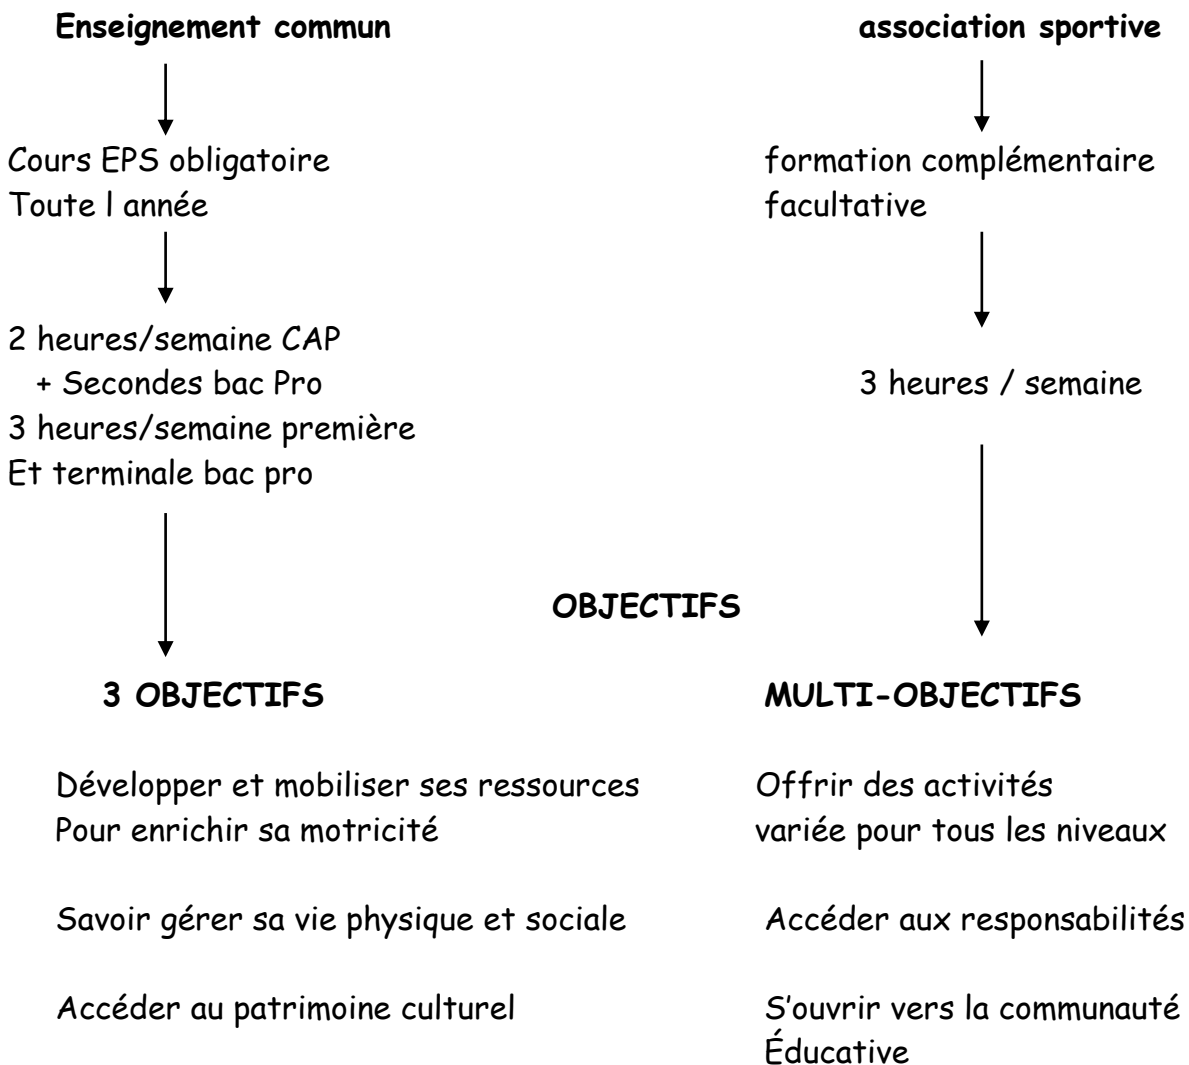 Enseignement commun
association sportive
Cours EPS obligatoire
Toute l année
formation complémentaire
facultative
2 heures/semaine CAP
+ Secondes bac Pro
3 heures/semaine première
Et terminale bac pro
3 heures / semaine
OBJECTIFS
3 OBJECTIFS
MULTI-OBJECTIFS
Développer et mobiliser ses ressources
Pour enrichir sa motricité
Offrir des activités
variée pour tous les niveaux
Savoir gérer sa vie physique et sociale
Accéder aux responsabilités
Accéder au patrimoine culturel
S’ouvrir vers la communauté
Éducative